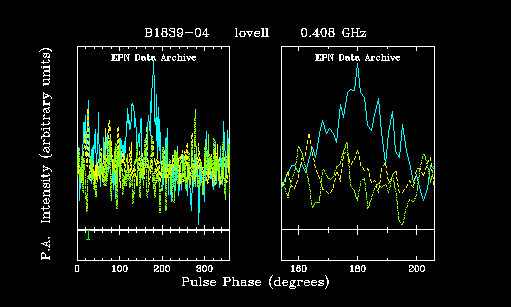 B1839-04 lovell 0.408 GHz
EPN Data Archive EPN Data Archive
P.A. Intensity (arbitrary units)
0 100 200 300 160 180 200
Pulse Phase (degrees)